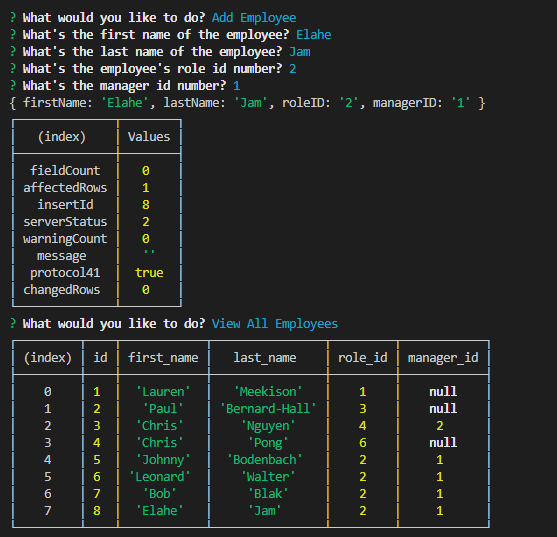 ? What would you like to do? Add Employee
? What's the first name of the employee? Elahe
? What's the last name of the employee? Jam
? What's the employee's role id number? 2
? What's the manager id number? 1
{ firstName: 'Elahe', lastName: 'Jam', roleID: '2', managerID: '1' }
(index) Values
fieldCount 0
affectedRows 1
insertId 8
serverStatus 2
warningCount 0
message ''
protocol41 true
changedRows 0
? What would you like to do? View All Employees
(index) id first_name last_name role_id manager_id
0 1 'Lauren' 'Meekison' 1 null
1 2 'Paul' 'Bernard-Hall' 3 null
2 3 'Chris' 'Nguyen' 4 2
3 4 'Chris' 'Pong' 6 null
4 5 'Johnny' 'Bodenbach' 2 1
5 6 'Leonard' 'Walter' 2 1
6 7 'Bob' 'Blak' 2 1
7 8 'Elahe' 'Jam' 2 1